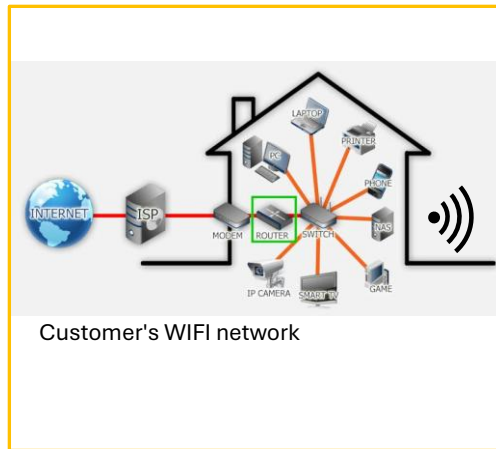 LAPTOP
PRINTER
PC
PHONE
INTERNET
ISP
MODEM
ROUTER
SWITCH
NAS
IP CAMERA
SMART TV
GAME
Customer's WIFI network